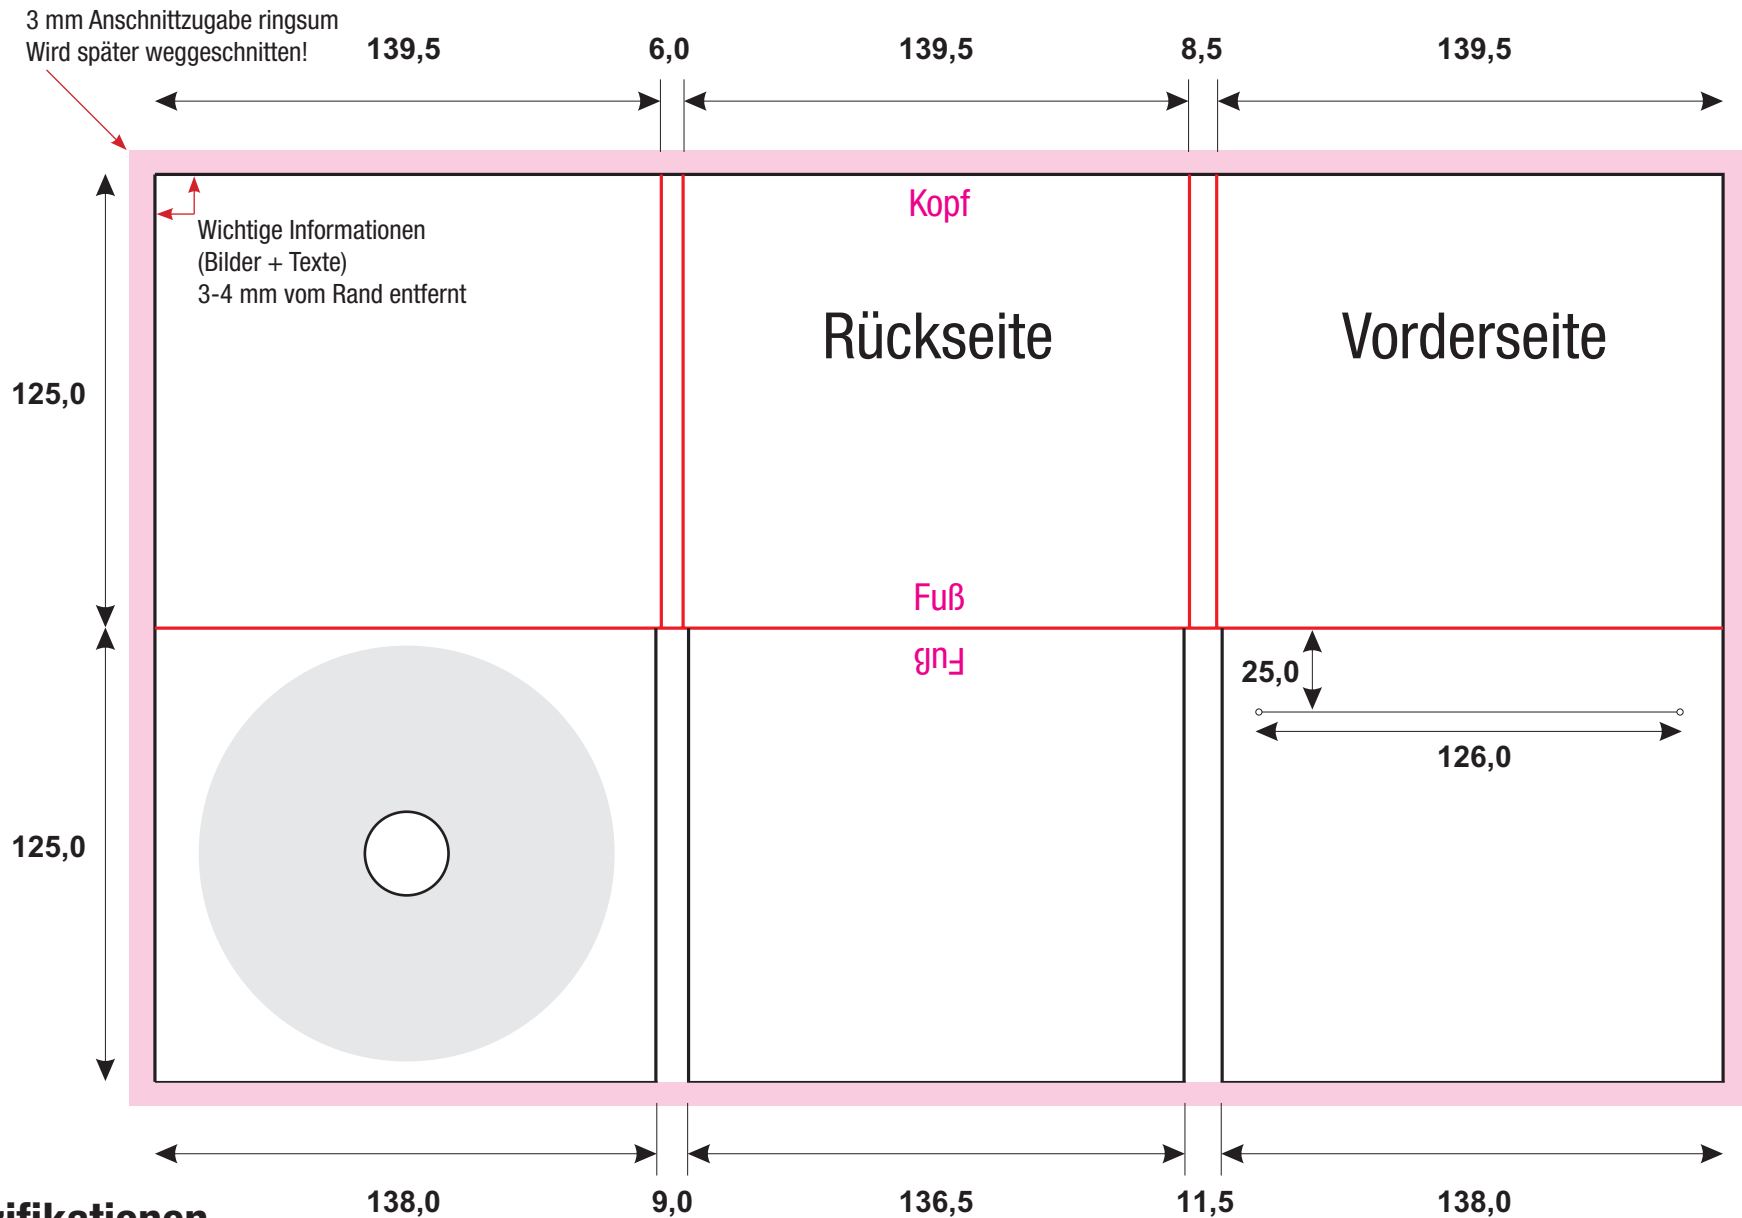 3 mm Anschnittzugabe ringsum
Wird später weggeschnitten!
139,5
6,0
139,5
8,5
139,5
Kopf
Wichtige Informationen
(Bilder + Texte)
3-4 mm vom Rand entfernt
Rückseite
Vorderseite
125,0
Fuß
Fuß
25,0
126,0
125,0
138,0
9,0
136,5
11,5
138,0